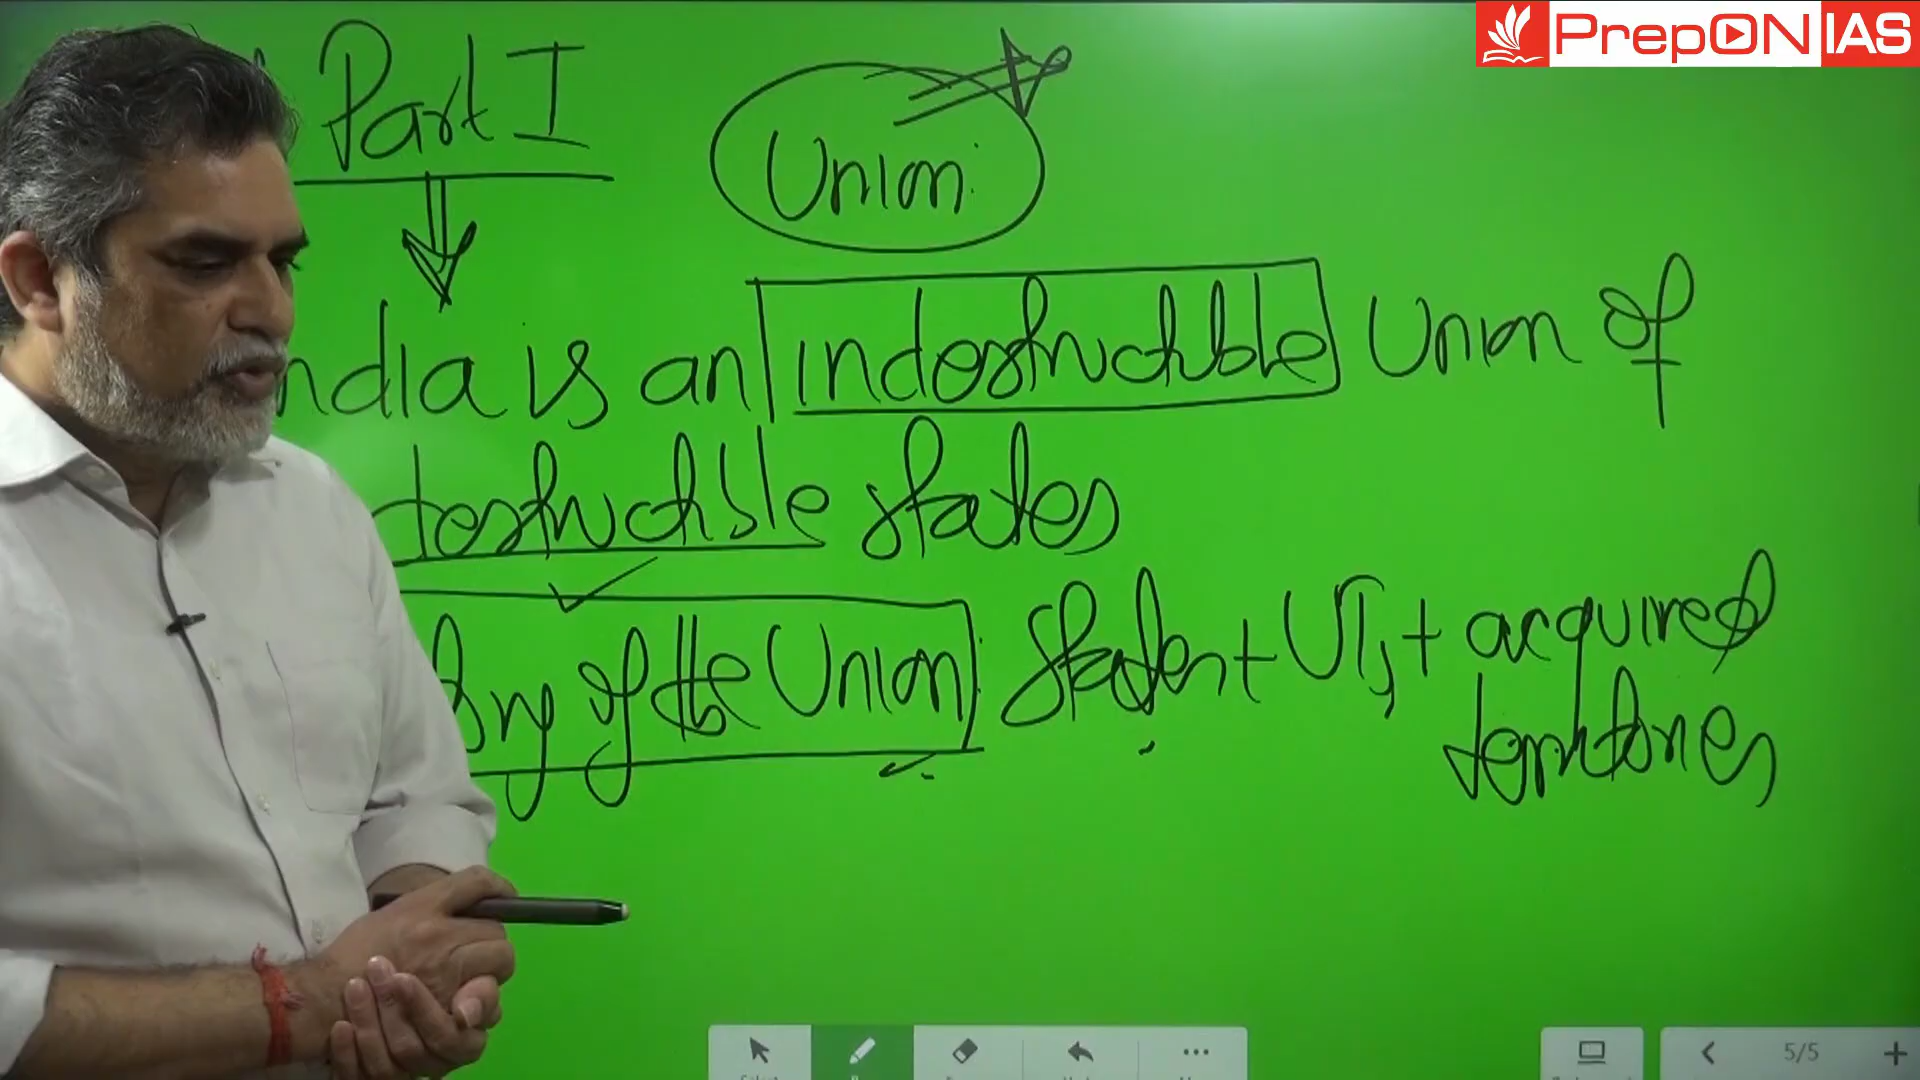 PrepON IAS
Part I
Union
India is an indestructible Union of
destructible states
of the Union states + UTs + acquired
territories
5/5